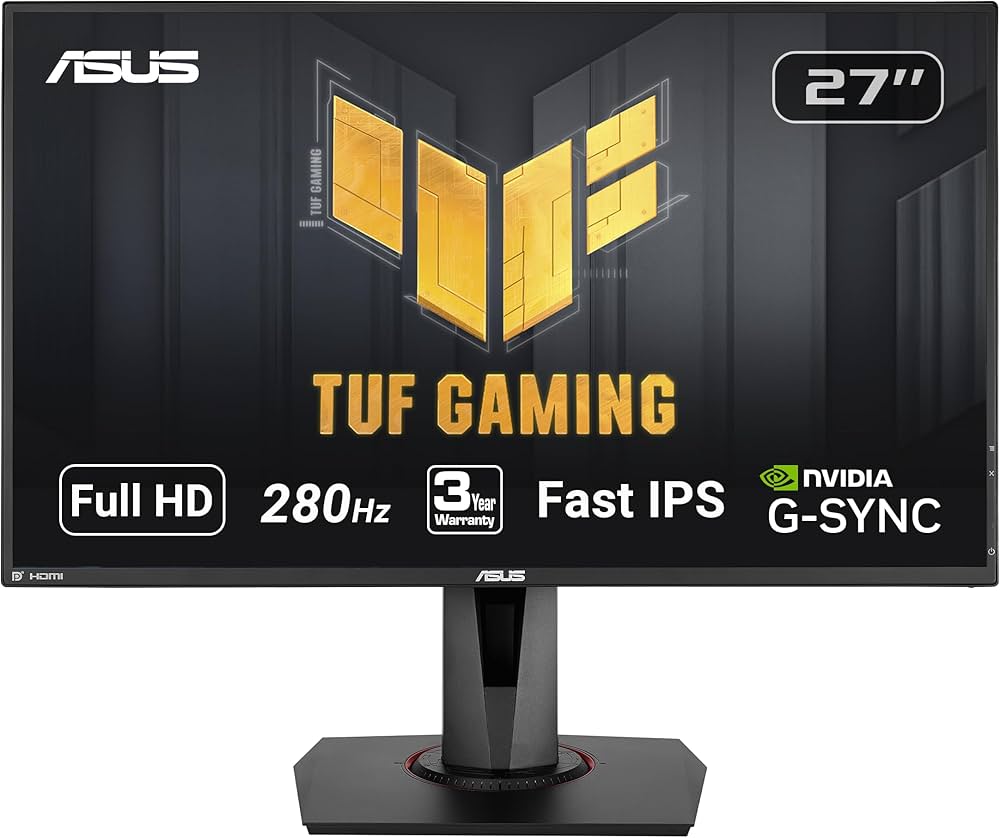 ASUS
27"
TUF GAMING
TUF GAMING
Full HD
280Hz
3 Year
Warranty
Fast IPS
NVIDIA
G-SYNC
HDMI
ASUS